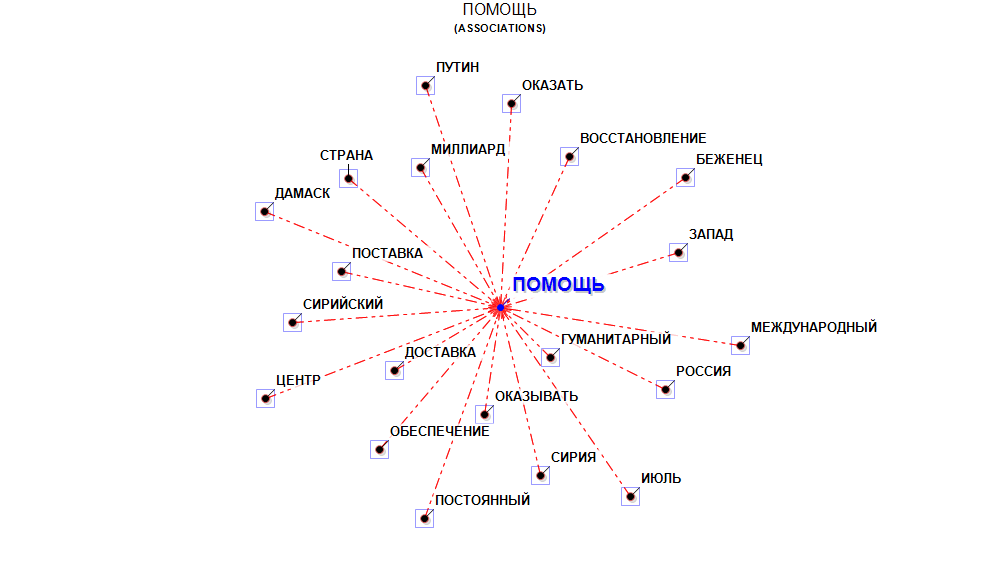 ПОМОЩЬ
(ASSOCIATIONS)
ПУТИН
ОКАЗАТЬ
ВОССТАНОВЛЕНИЕ
МИЛЛИАРД
СТРАНА
БЕЖЕНЕЦ
ДАМАСК
ЗАПАД
ПОСТАВКА
ПОМОЩЬ
СИРИЙСКИЙ
МЕЖДУНАРОДНЫЙ
ГУМАНИТАРНЫЙ
ДОСТАВКА
РОССИЯ
ЦЕНТР
ОКАЗЫВАТЬ
ОБЕСПЕЧЕНИЕ
СИРИЯ
ИЮЛЬ
ПОСТОЯННЫЙ